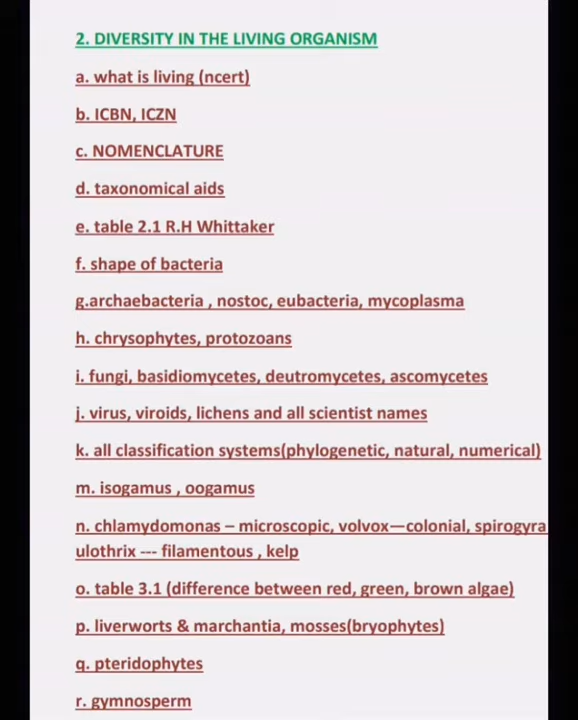 2. DIVERSITY IN THE LIVING ORGANISM
a. what is living (ncert)
b. ICBN, ICZN
c. NOMENCLATURE
d. taxonomical aids
e. table 2.1 R.H Whittaker
f. shape of bacteria
g.archaebacteria , nostoc, eubacteria, mycoplasma
h. chrysophytes, protozoans
i. fungi, basidiomycetes, deutromycetes, ascomycetes
j. virus, viroids, lichens and all scientist names
k. all classification systems(phylogenetic, natural, numerical)
m. isogamus , oogamus
n. chlamydomonas – microscopic, volvox—colonial, spirogyra
ulothrix --- filamentous , kelp
o. table 3.1 (difference between red, green, brown algae)
p. liverworts & marchantia, mosses(bryophytes)
q. pteridophytes
r. gymnosperm